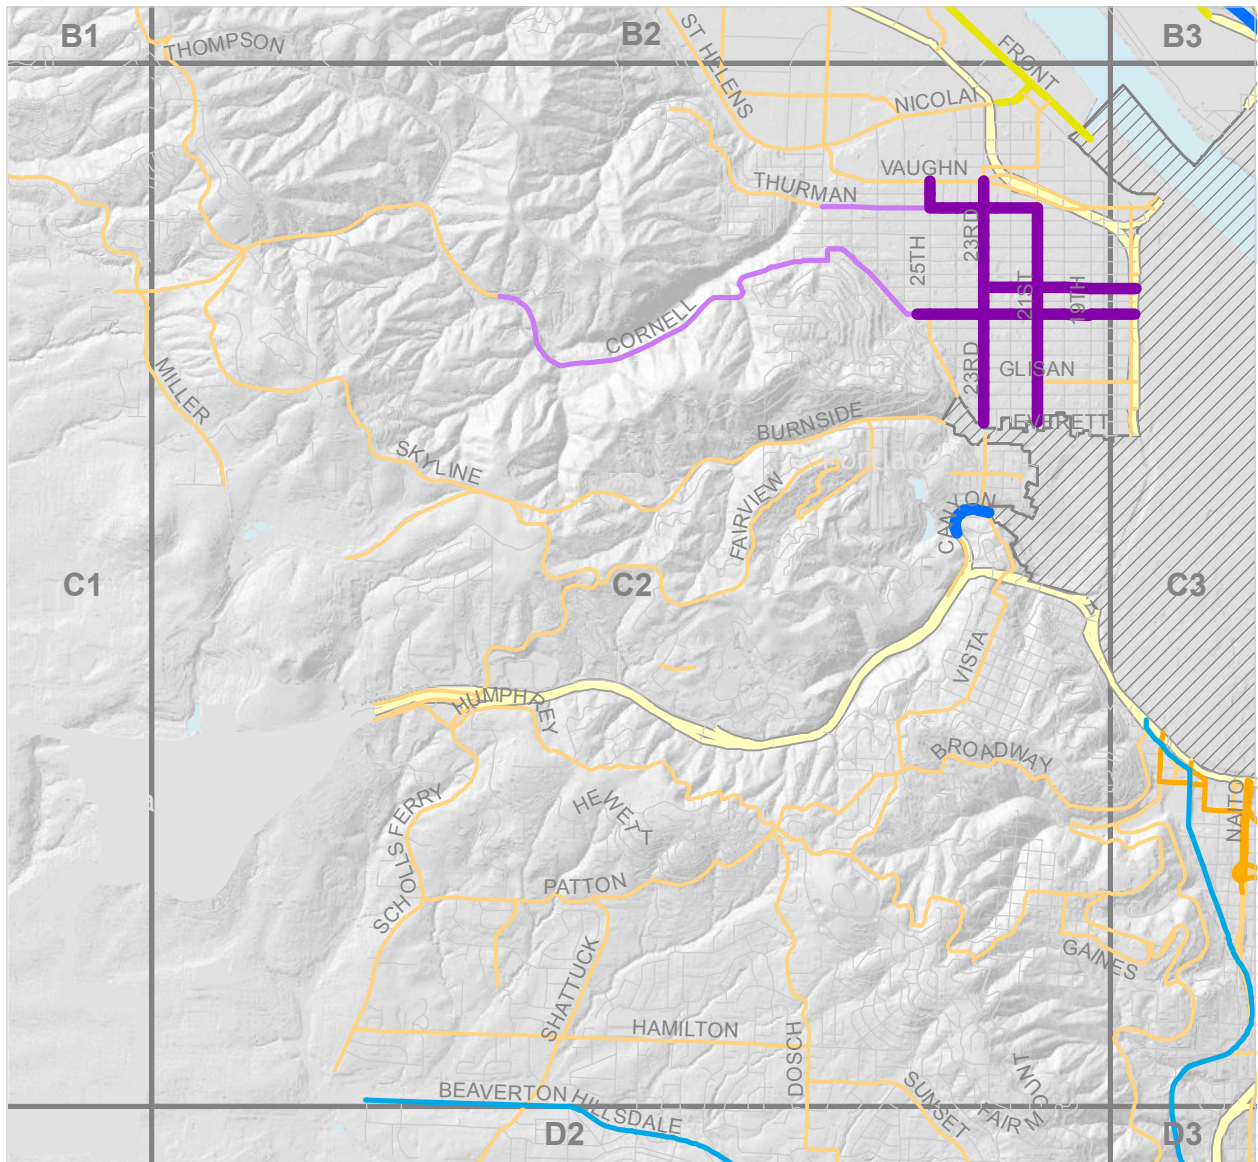 B1
B2
B3
THOMPSON
ST HELENS
FRONT
NICOLAI
VAUGHN
THURMAN
23RD
25TH
21ST
19TH
CORNELL
GLISAN
23RD
MILLER
EVERETT
BURNSIDE
SKYLINE
FAIRVIEW
CANYON
C1
C2
C3
VISTA
HUMPHREY
BROADWAY
HEWETT
SCHOLLS FERRY
NAITO
PATTON
GAINES
SHATTUCK
HAMILTON
DOSCH
BEAVERTON HILLSDALE
SUNSET
FAIRMOUNT
D2
D3